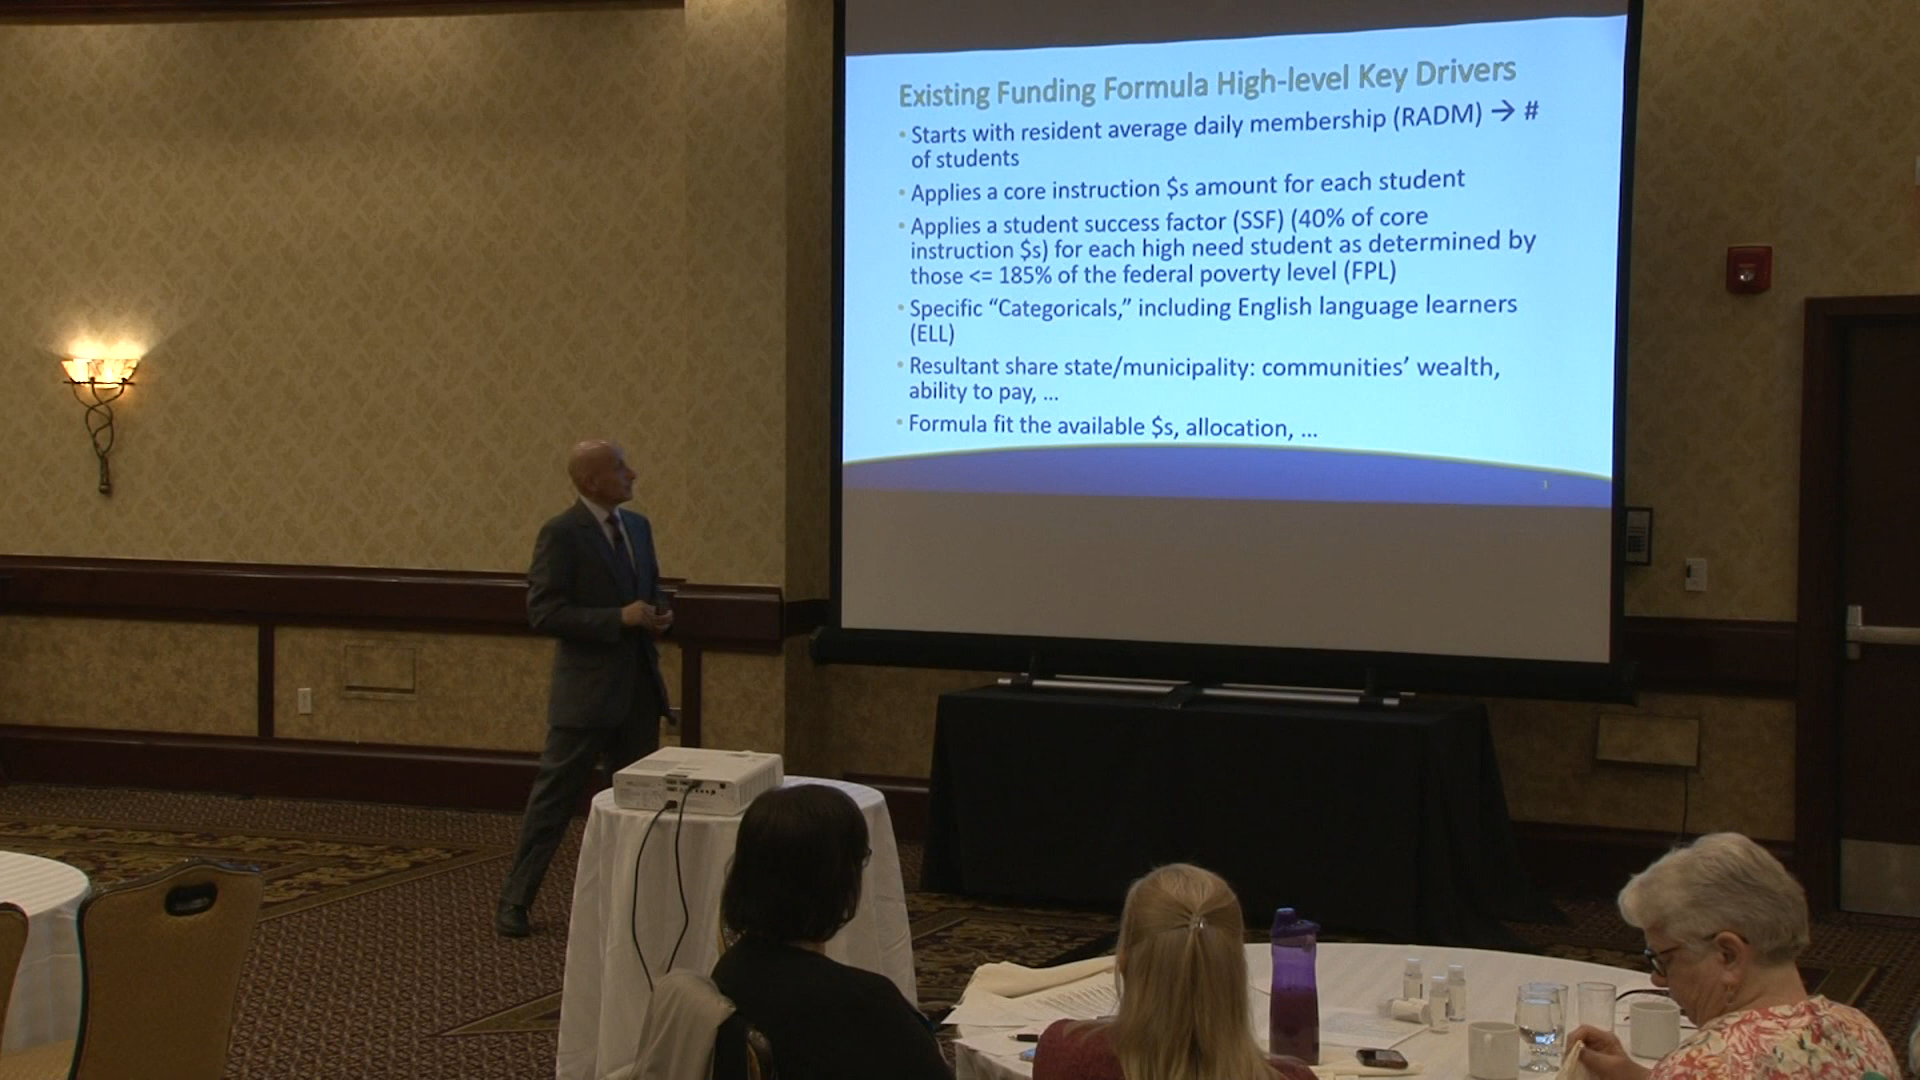 Existing Funding Formula High-level Key Drivers
• Starts with resident average daily membership (RADM) → #
of students
• Applies a core instruction $s amount for each student
• Applies a student success factor (SSF) (40% of core
instruction $s) for each high need student as determined by
those <= 185% of the federal poverty level (FPL)
• Specific “Categoricals,” including English language learners
(ELL)
• Resultant share state/municipality: communities’ wealth,
ability to pay, ...
• Formula fit the available $s, allocation, ...
1